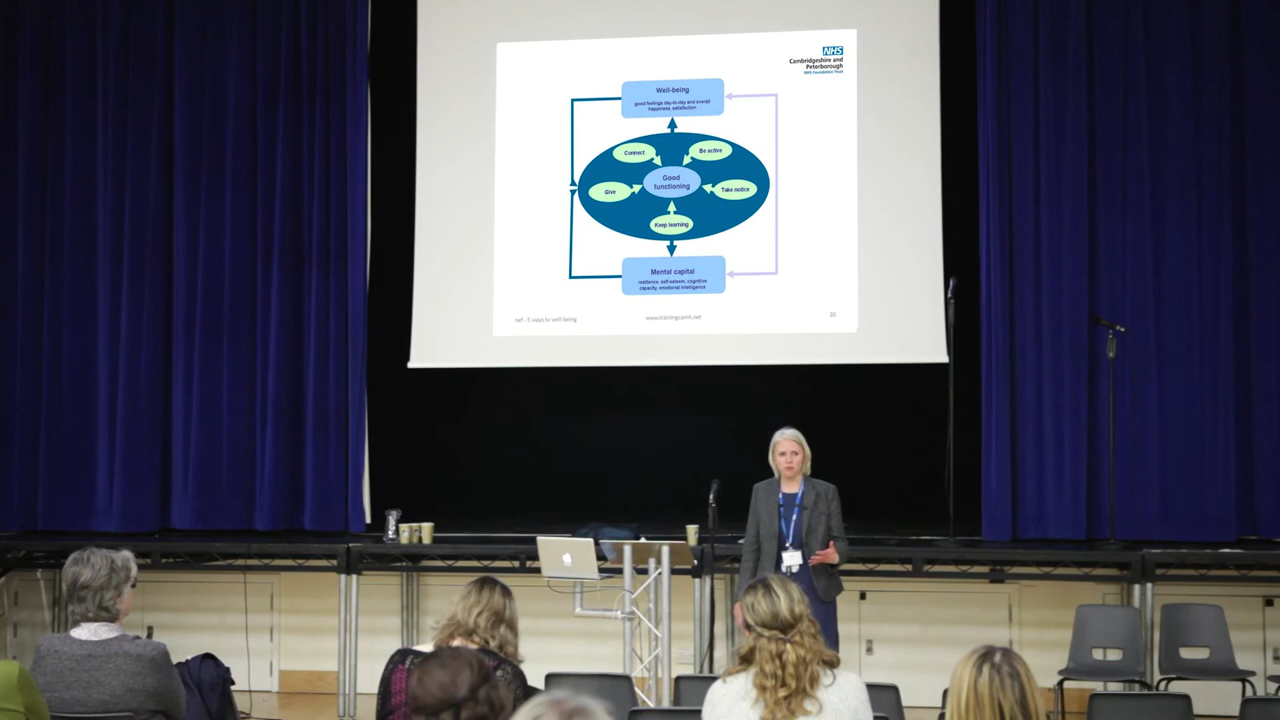 NHS
Cambridgeshire and
Peterborough
NHS Foundation Trust
Well-being
good feelings day-to-day and overall
happiness, satisfaction
Connect
Be active
Good
functioning
Give
Take notice
Keep learning
Mental capital
resilience, self-esteem, cognitive
capacity, emotional intelligence
nef - 5 ways to well-being
www.trainingcamh.net
20